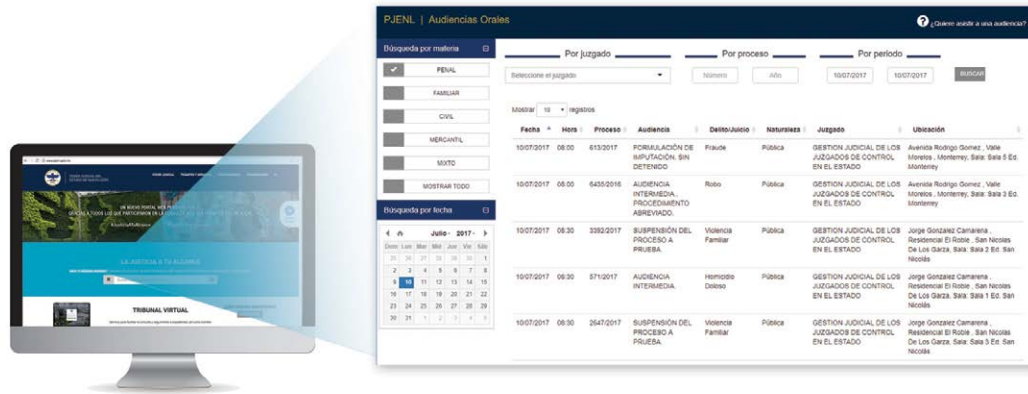 PJENL | Audiencias Orales
¿Quiere asistir a una audiencia?
Búsqueda por materia
PENAL
FAMILIAR
CIVIL
MERCANTIL
MIXTO
MOSTRAR TODO
Búsqueda por fecha
Julio - 2017 -
Dom Lun Mar Mié Jue Vie Sáb
25 26 27 28 29 30 1
2 3 4 5 6 7 8
9 10 11 12 13 14 15
16 17 18 19 20 21 22
23 24 25 26 27 28 29
30 31 1 2 3 4 5
Por juzgado Por proceso Por periodo
Seleccione el juzgado Número Año 10/07/2017 10/07/2017 BUSCAR
Mostrar 10 registros
Fecha Hora Proceso Audiencia Delito/Juicio Naturaleza Juzgado Ubicación
10/07/2017 08:00 613/2017 FORMULACIÓN DE Fraude Pública GESTION JUDICIAL DE LOS Avenida Rodrigo Gomez , Valle
IMPUTACIÓN, SIN JUZGADOS DE CONTROL Morelos , Monterrey, Sala: Sala 5 Ed.
DETENIDO EN EL ESTADO Monterrey
10/07/2017 08:00 6435/2016 AUDIENCIA Robo Pública GESTION JUDICIAL DE LOS Avenida Rodrigo Gomez , Valle
INTERMEDIA, JUZGADOS DE CONTROL Morelos , Monterrey, Sala: Sala 3 Ed.
PROCEDIMIENTO EN EL ESTADO Monterrey
ABREVIADO.
10/07/2017 08:30 3392/2017 SUSPENSIÓN DEL Violencia Pública GESTION JUDICIAL DE LOS Jorge Gonzalez Camarena ,
PROCESO A Familiar JUZGADOS DE CONTROL Residencial El Roble , San Nicolas
PRUEBA. EN EL ESTADO De Los Garza, Sala: Sala 2 Ed. San
Nicolás
10/07/2017 08:30 571/2017 AUDIENCIA Homicidio Pública GESTION JUDICIAL DE LOS Jorge Gonzalez Camarena ,
INTERMEDIA. Doloso JUZGADOS DE CONTROL Residencial El Roble , San Nicolas
EN EL ESTADO De Los Garza, Sala: Sala 1 Ed. San
Nicolás
10/07/2017 08:30 2647/2017 SUSPENSIÓN DEL Violencia Pública GESTION JUDICIAL DE LOS Jorge Gonzalez Camarena ,
PROCESO A Familiar JUZGADOS DE CONTROL Residencial El Roble , San Nicolas
PRUEBA. EN EL ESTADO De Los Garza, Sala: Sala 3 Ed. San
Nicolás
LA JUSTICIA A TU ALCANCE
TRIBUNAL VIRTUAL